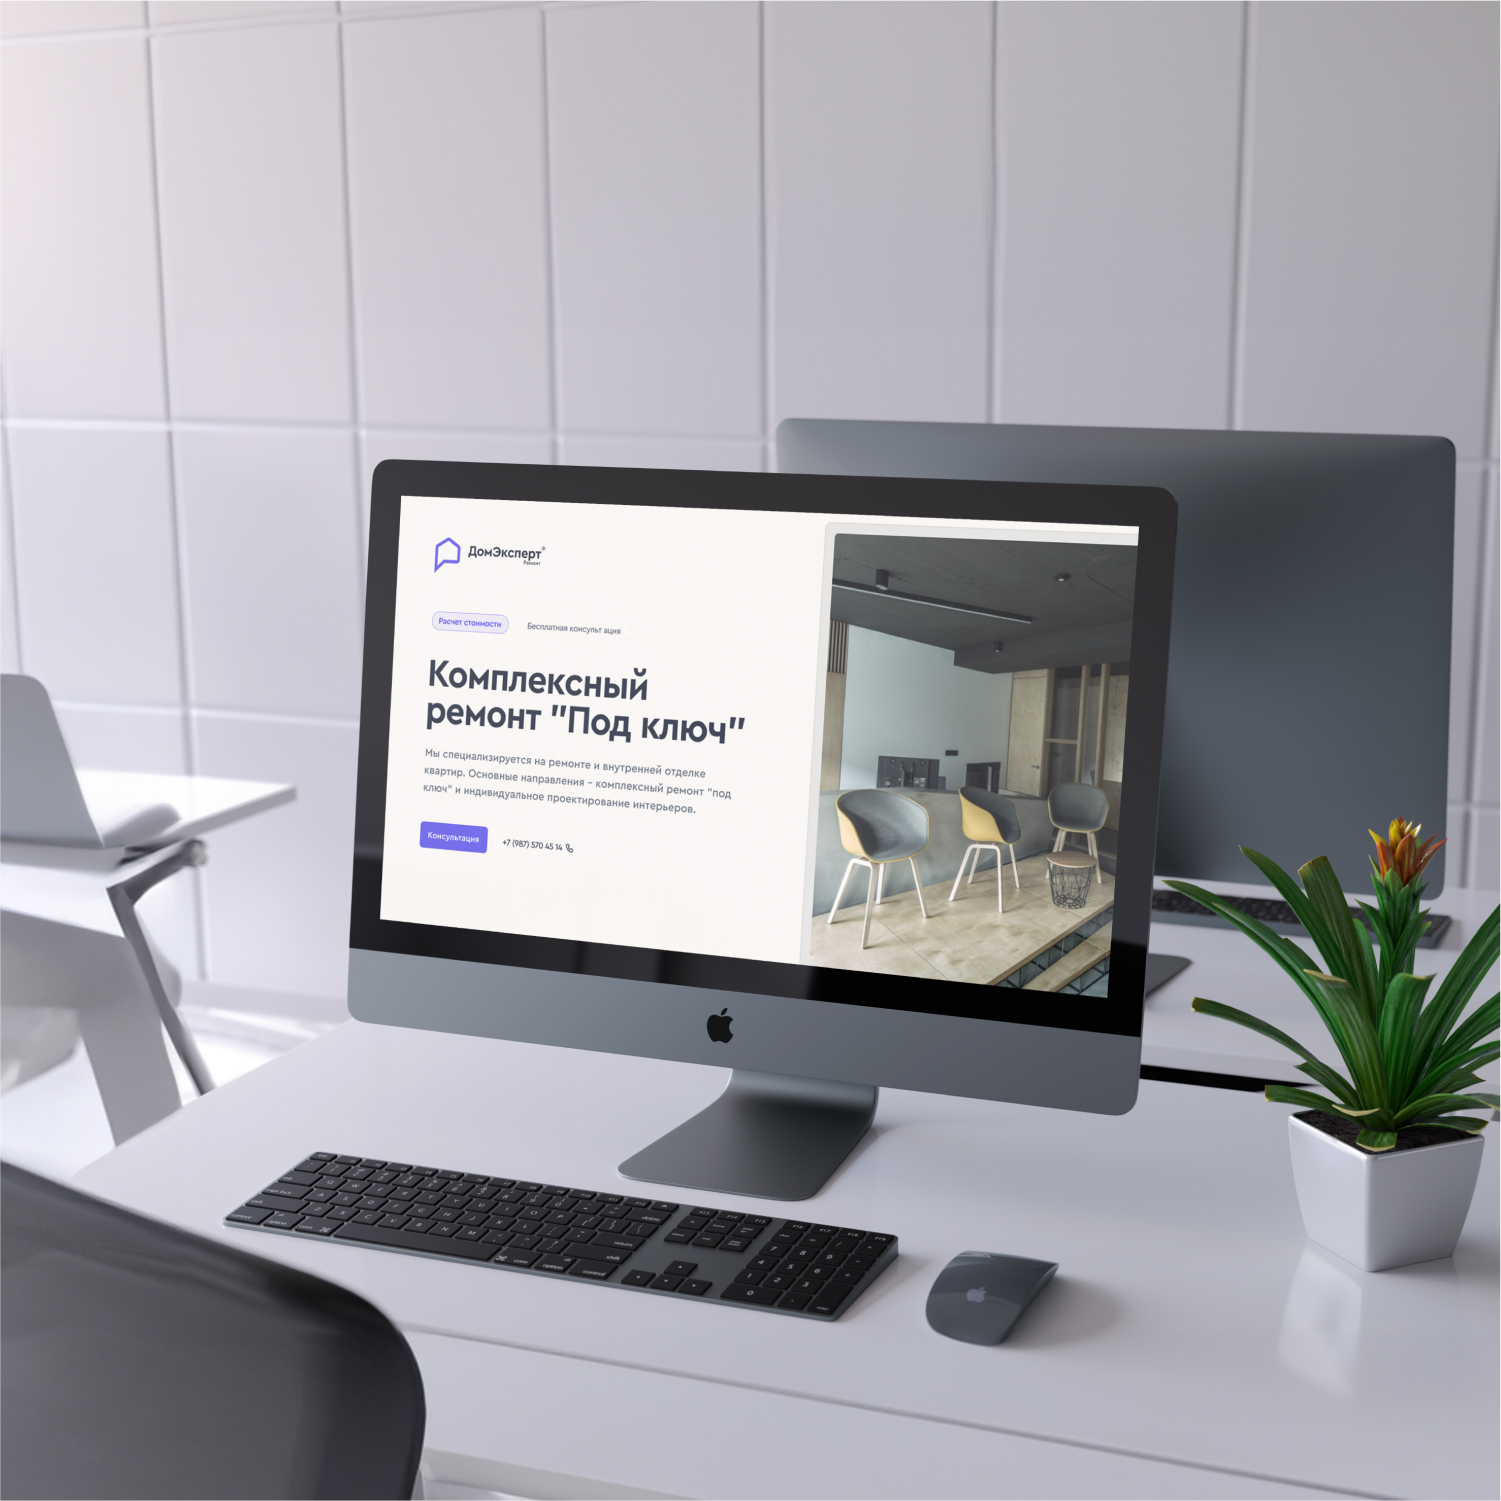 ДомЭксперт®
Ремонт
Расчет стоимости
Бесплатная консульт ация
Комплексный
ремонт "Под ключ"
Мы специализируется на ремонте и внутренней отделке
квартир. Основные направления – комплексный ремонт "под
ключ" и индивидуальное проектирование интерьеров.
Консультация
+7 (987) 570 45 14